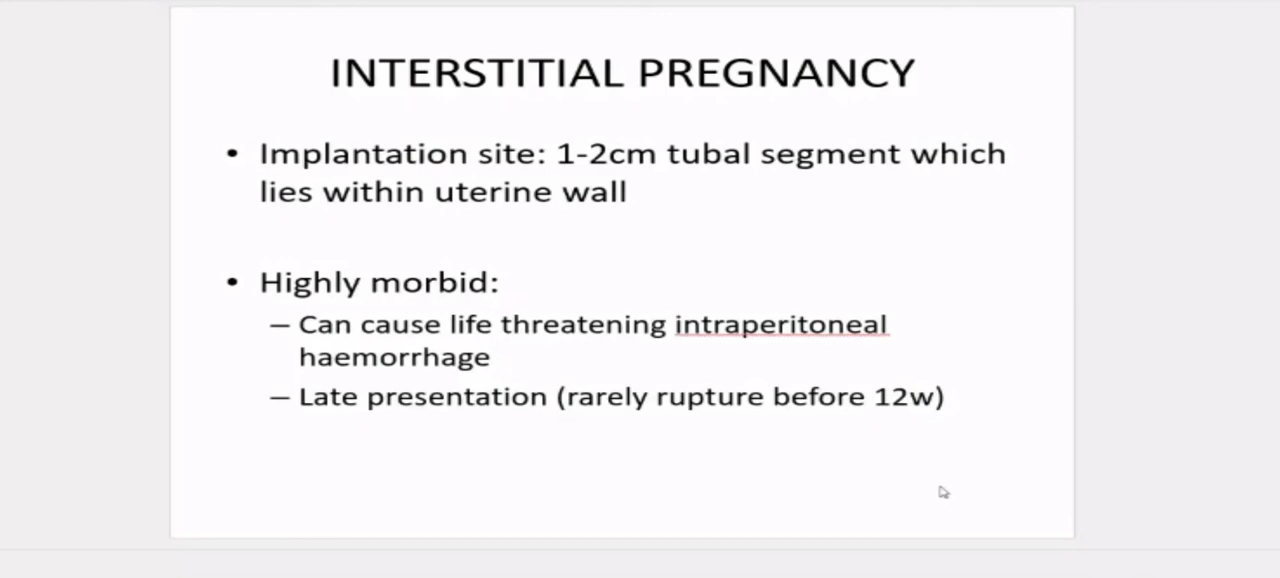 INTERSTITIAL PREGNANCY
• Implantation site: 1-2cm tubal segment which
lies within uterine wall
• Highly morbid:
– Can cause life threatening intraperitoneal
haemorrhage
– Late presentation (rarely rupture before 12w)